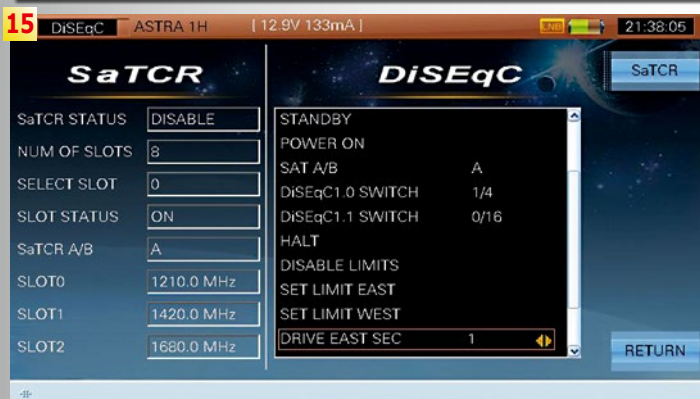 15 DiSEqC ASTRA 1H [ 12.9V 133mA ] LNB 21:38:05
SaTCR
DiSEqC
SaTCR
SaTCR STATUS DISABLE
NUM OF SLOTS 8
SELECT SLOT 0
SLOT STATUS ON
SaTCR A/B A
SLOT0 1210.0 MHz
SLOT1 1420.0 MHz
SLOT2 1680.0 MHz
STANDBY
POWER ON
SAT A/B A
DiSEqC1.0 SWITCH 1/4
DiSEqC1.1 SWITCH 0/16
HALT
DISABLE LIMITS
SET LIMIT EAST
SET LIMIT WEST
DRIVE EAST SEC 1
RETURN